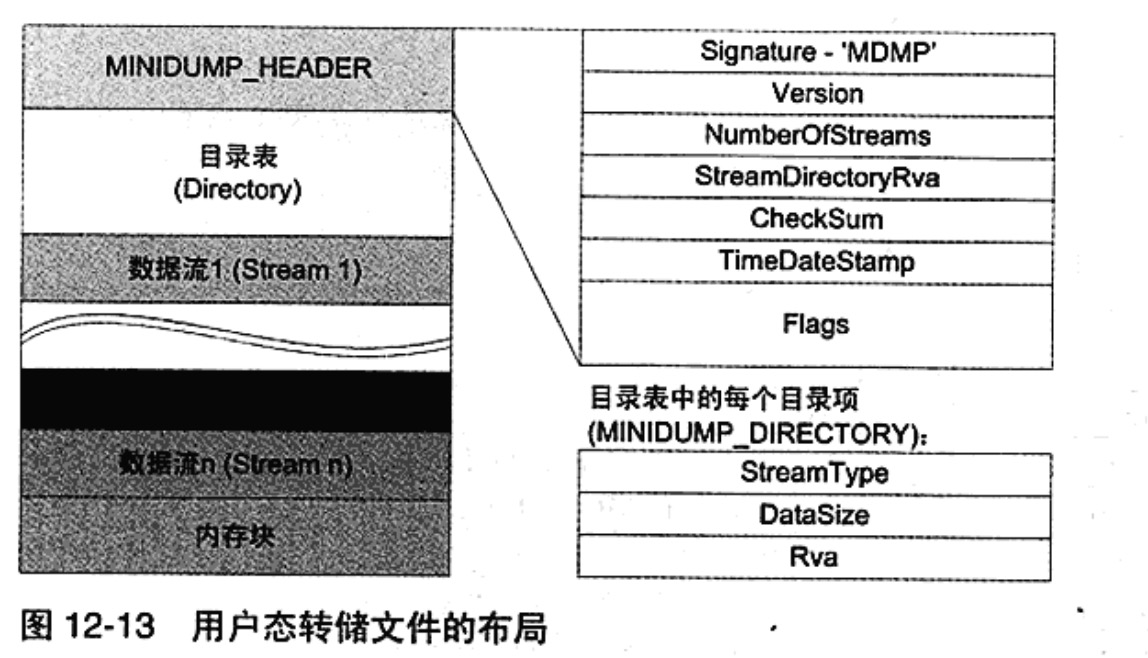 MINIDUMP_HEADER
目录表
(Directory)
数据流1 (Stream 1)
数据流n (Stream n)
内存块
Signature - 'MDMP'
Version
NumberOfStreams
StreamDirectoryRva
CheckSum
TimeDateStamp
Flags
目录表中的每个目录项
(MINIDUMP_DIRECTORY)：
StreamType
DataSize
Rva
图 12-13 用户态转储文件的布局